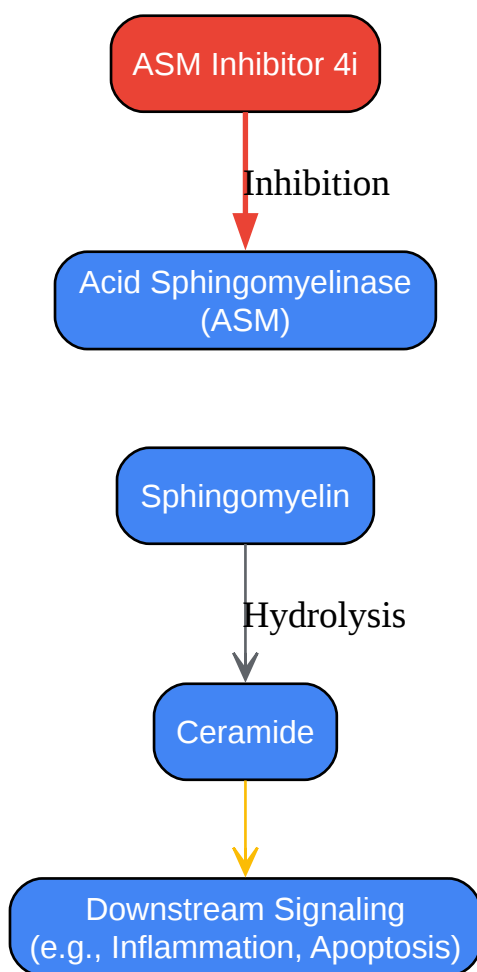 ASM Inhibitor 4i
Inhibition
Acid Sphingomyelinase
(ASM)
Sphingomyelin
Hydrolysis
Ceramide
Downstream Signaling
(e.g., Inflammation, Apoptosis)